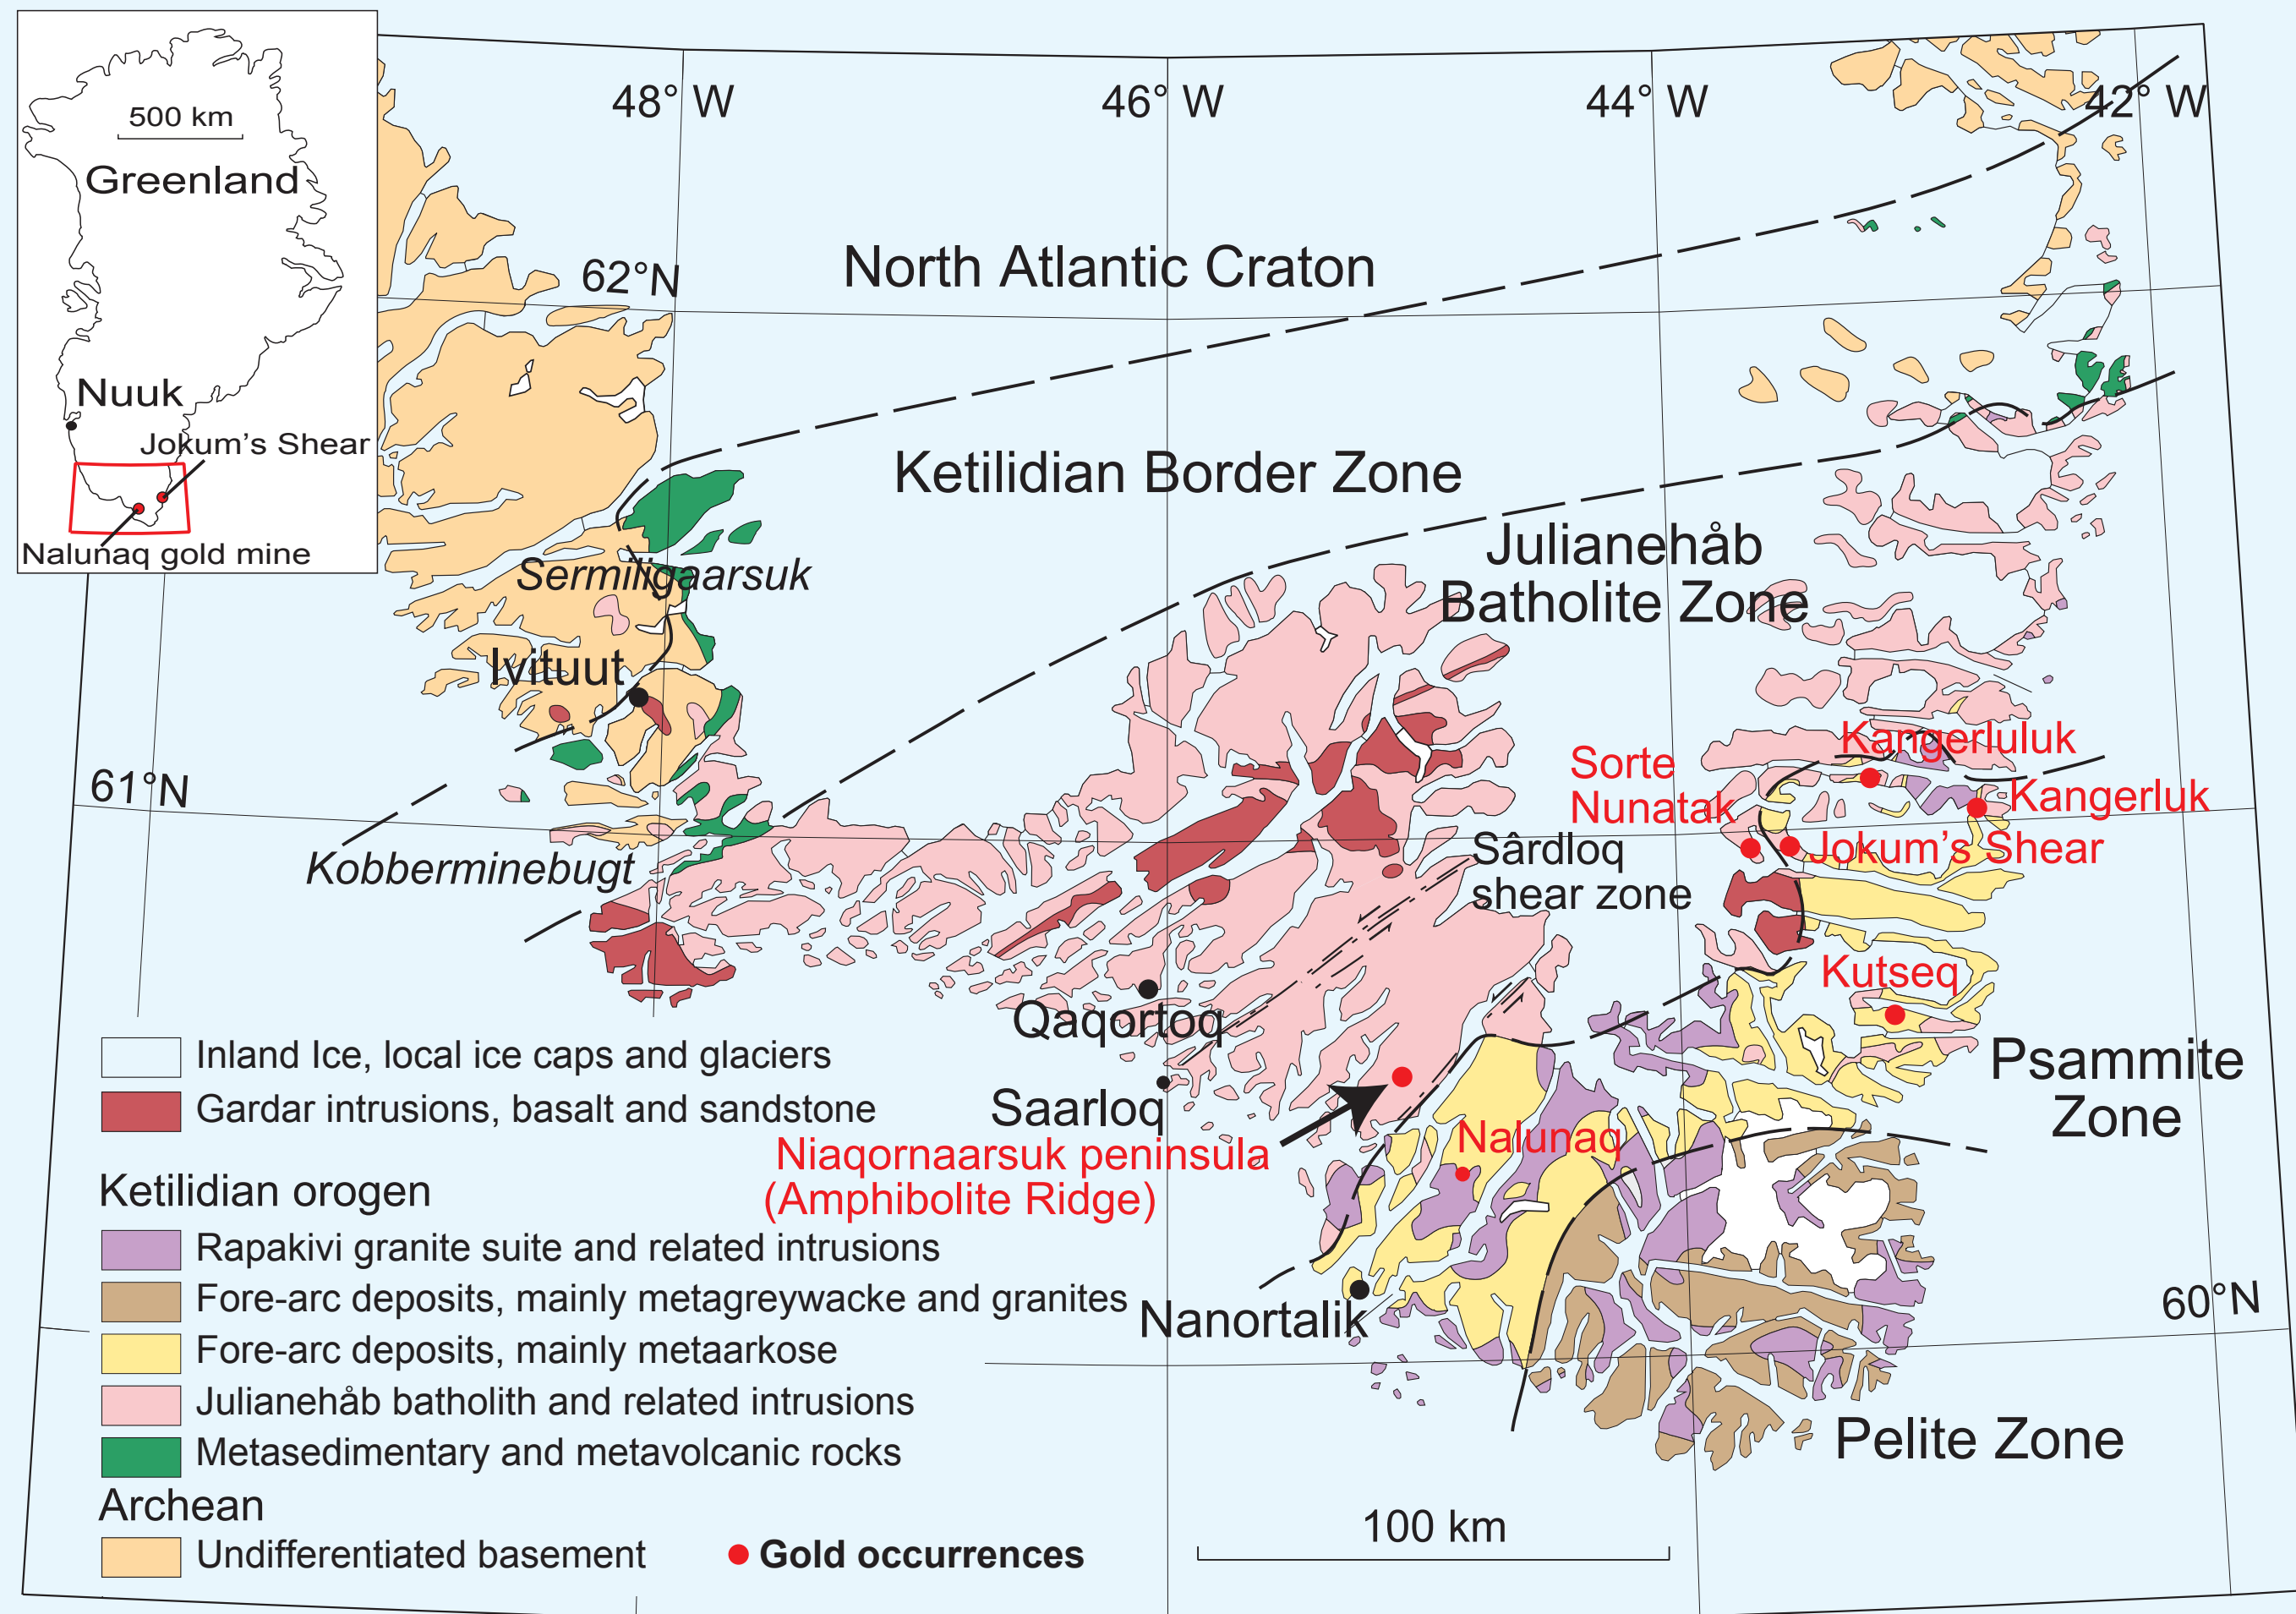 500 km
Greenland
Nuuk
Jokum's Shear
Nalunaq gold mine
48° W
46° W
44° W
42° W
62°N
North Atlantic Craton
Ketilidian Border Zone
Julianehåb
Batholite Zone
Sermiligaarsuk
Ivituut
61°N
Kobberminebugt
Kangerluluk
Sorte
Nunatak
Kangerluk
Jokum's Shear
Sârdloq
shear zone
Kutseq
Qaqortoq
Saarloq
Psammite
Zone
Niaqornaarsuk peninsula
(Amphibolite Ridge)
Nalunaq
Nanortalik
60°N
Pelite Zone
100 km
Inland Ice, local ice caps and glaciers
Gardar intrusions, basalt and sandstone
Ketilidian orogen
Rapakivi granite suite and related intrusions
Fore-arc deposits, mainly metagreywacke and granites
Fore-arc deposits, mainly metaarkose
Julianehåb batholith and related intrusions
Metasedimentary and metavolcanic rocks
Archean
Undifferentiated basement
Gold occurrences